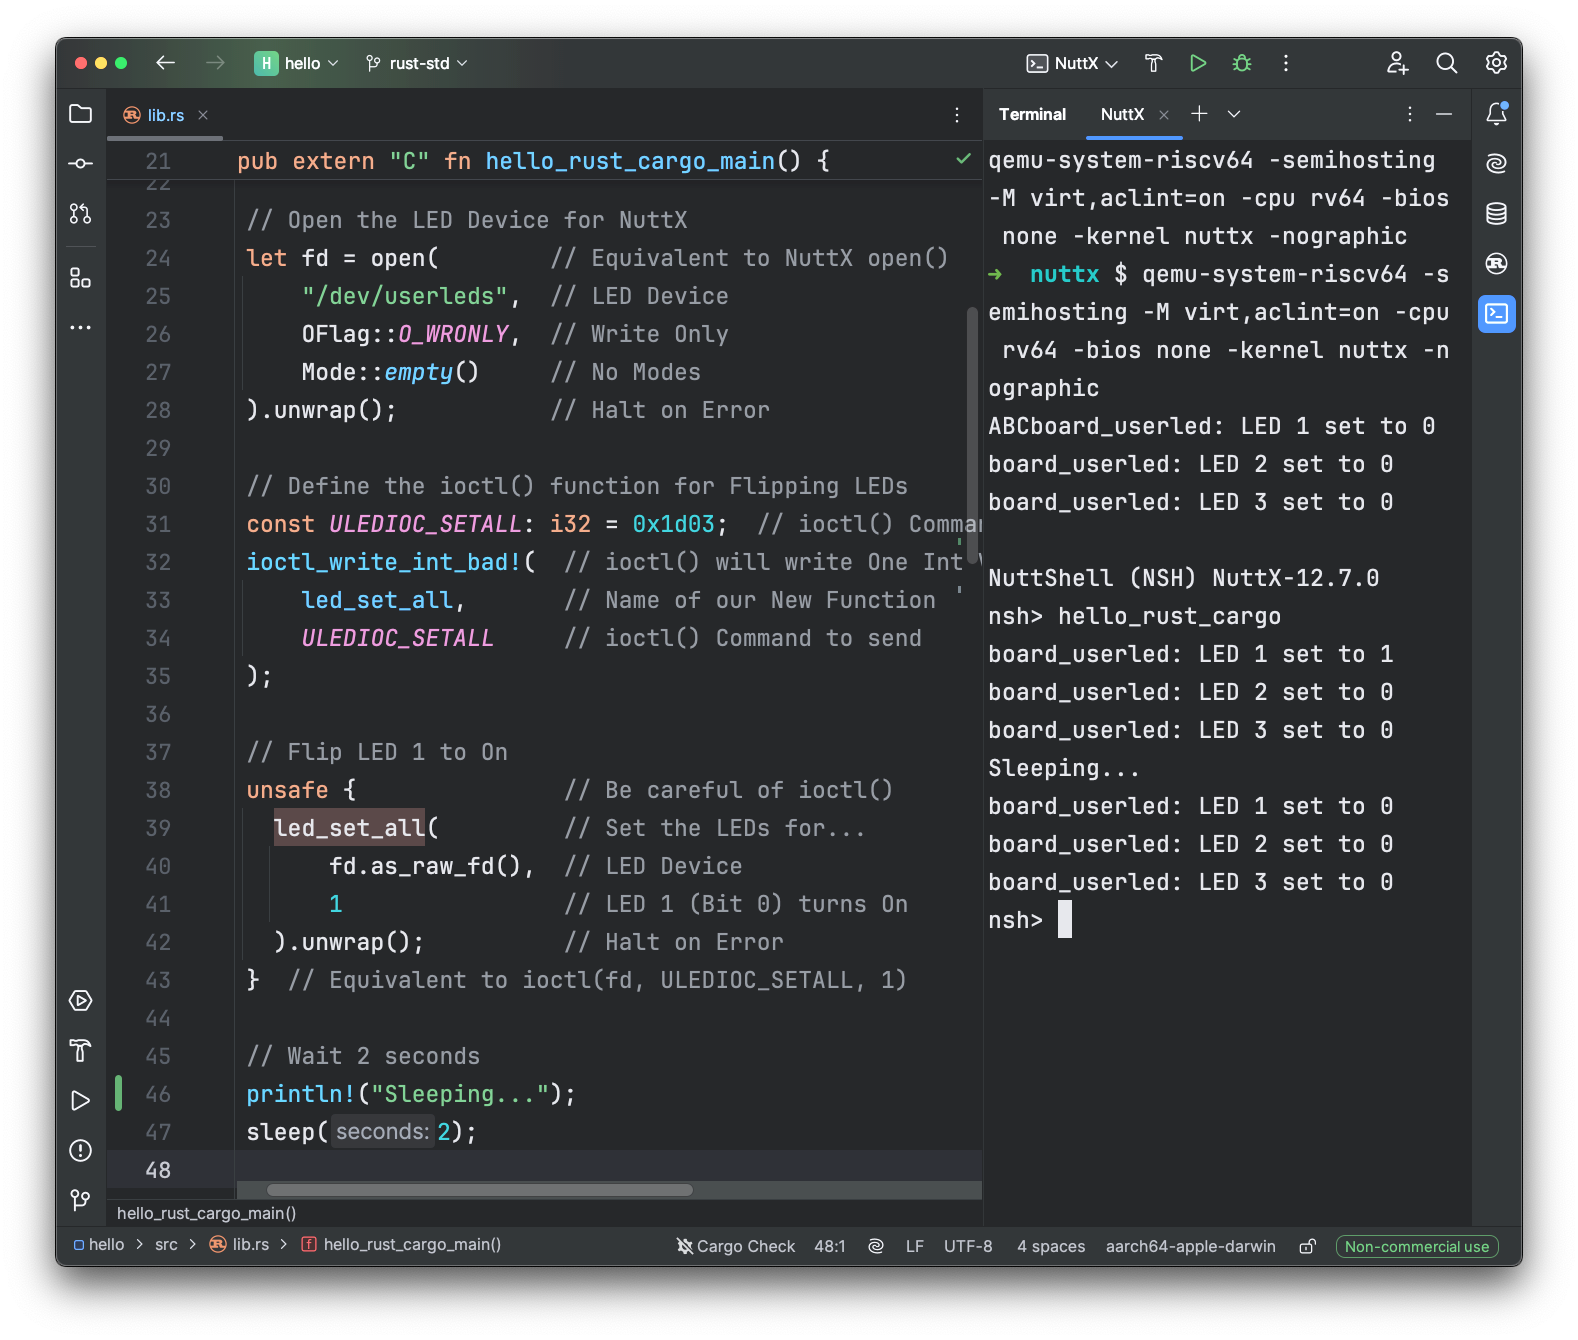 H hello rust-std NuttX
lib.rs
21 pub extern "C" fn hello_rust_cargo_main() {
22
23 // Open the LED Device for NuttX
24 let fd = open( // Equivalent to NuttX open()
25 "/dev/userleds", // LED Device
26 OFlag::O_WRONLY, // Write Only
27 Mode::empty() // No Modes
28 ).unwrap(); // Halt on Error
29
30 // Define the ioctl() function for Flipping LEDs
31 const ULEDIOC_SETALL: i32 = 0x1d03; // ioctl() Comma
32 ioctl_write_int_bad!( // ioctl() will write One Int
33 led_set_all, // Name of our New Function
34 ULEDIOC_SETALL // ioctl() Command to send
35 );
36
37 // Flip LED 1 to On
38 unsafe { // Be careful of ioctl()
39 led_set_all( // Set the LEDs for...
40 fd.as_raw_fd(), // LED Device
41 1 // LED 1 (Bit 0) turns On
42 ).unwrap(); // Halt on Error
43 } // Equivalent to ioctl(fd, ULEDIOC_SETALL, 1)
44
45 // Wait 2 seconds
46 println!("Sleeping...");
47 sleep( seconds: 2);
48
hello_rust_cargo_main()
Terminal NuttX
qemu-system-riscv64 -semihosting
-M virt,aclint=on -cpu rv64 -bios
none -kernel nuttx -nographic
➜ nuttx $ qemu-system-riscv64 -s
emihosting -M virt,aclint=on -cpu
rv64 -bios none -kernel nuttx -n
ographic
ABCboard_userled: LED 1 set to 0
board_userled: LED 2 set to 0
board_userled: LED 3 set to 0
NuttShell (NSH) NuttX-12.7.0
nsh> hello_rust_cargo
board_userled: LED 1 set to 1
board_userled: LED 2 set to 0
board_userled: LED 3 set to 0
Sleeping...
board_userled: LED 1 set to 0
board_userled: LED 2 set to 0
board_userled: LED 3 set to 0
nsh>
hello > src > lib.rs > f hello_rust_cargo_main() Cargo Check 48:1 LF UTF-8 4 spaces aarch64-apple-darwin Non-commercial use